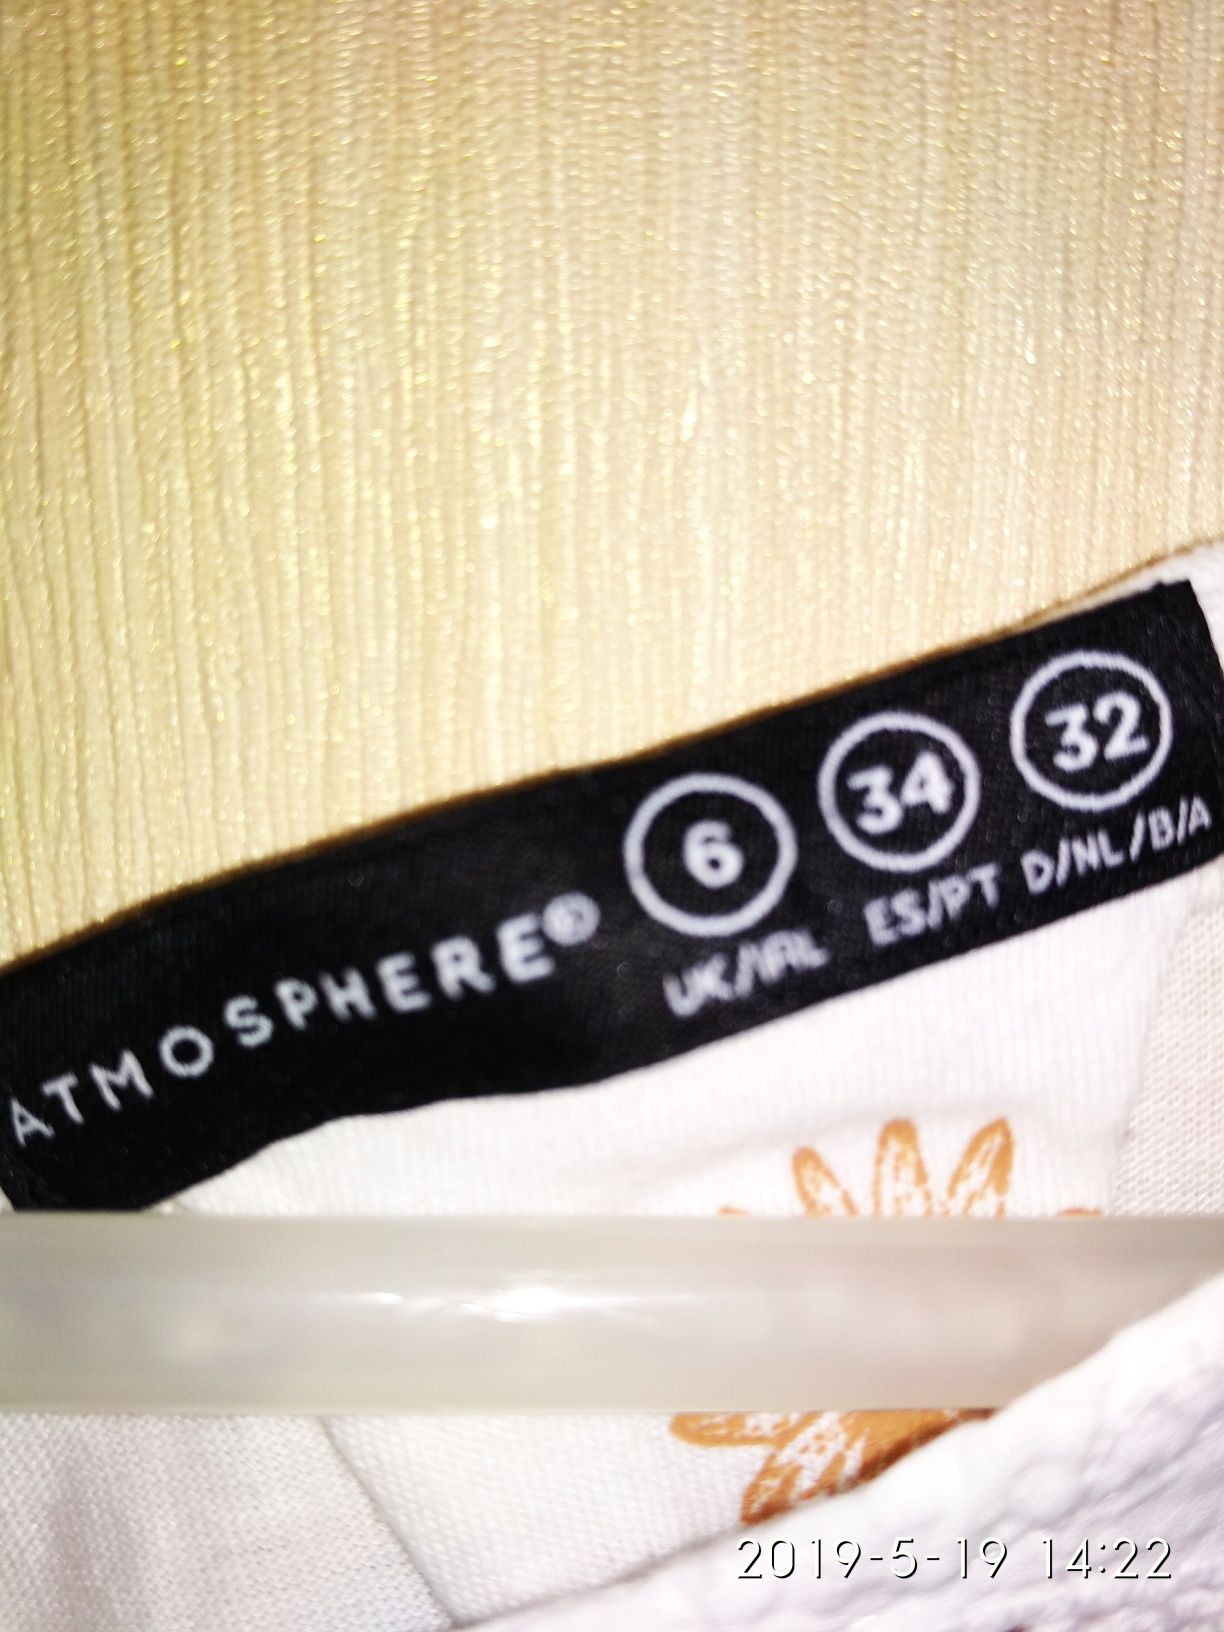 ATMOSPHERE®
6 34 32
UK/IRL ES/PT D/NL/B/A
2019-5-19 14:22